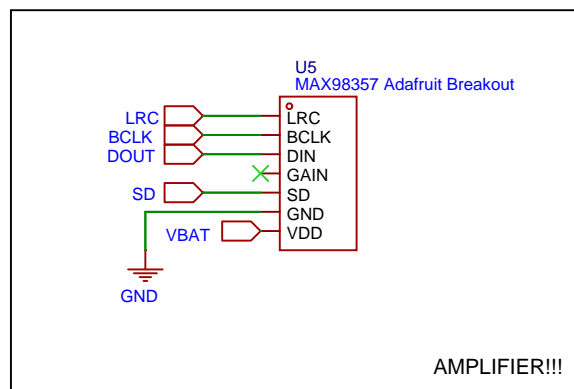 U5
MAX98357 Adafruit Breakout
LRC LRC
BCLK BCLK
DOUT DIN
GAIN
SD SD
GND
VBAT VDD
GND
AMPLIFIER!!!